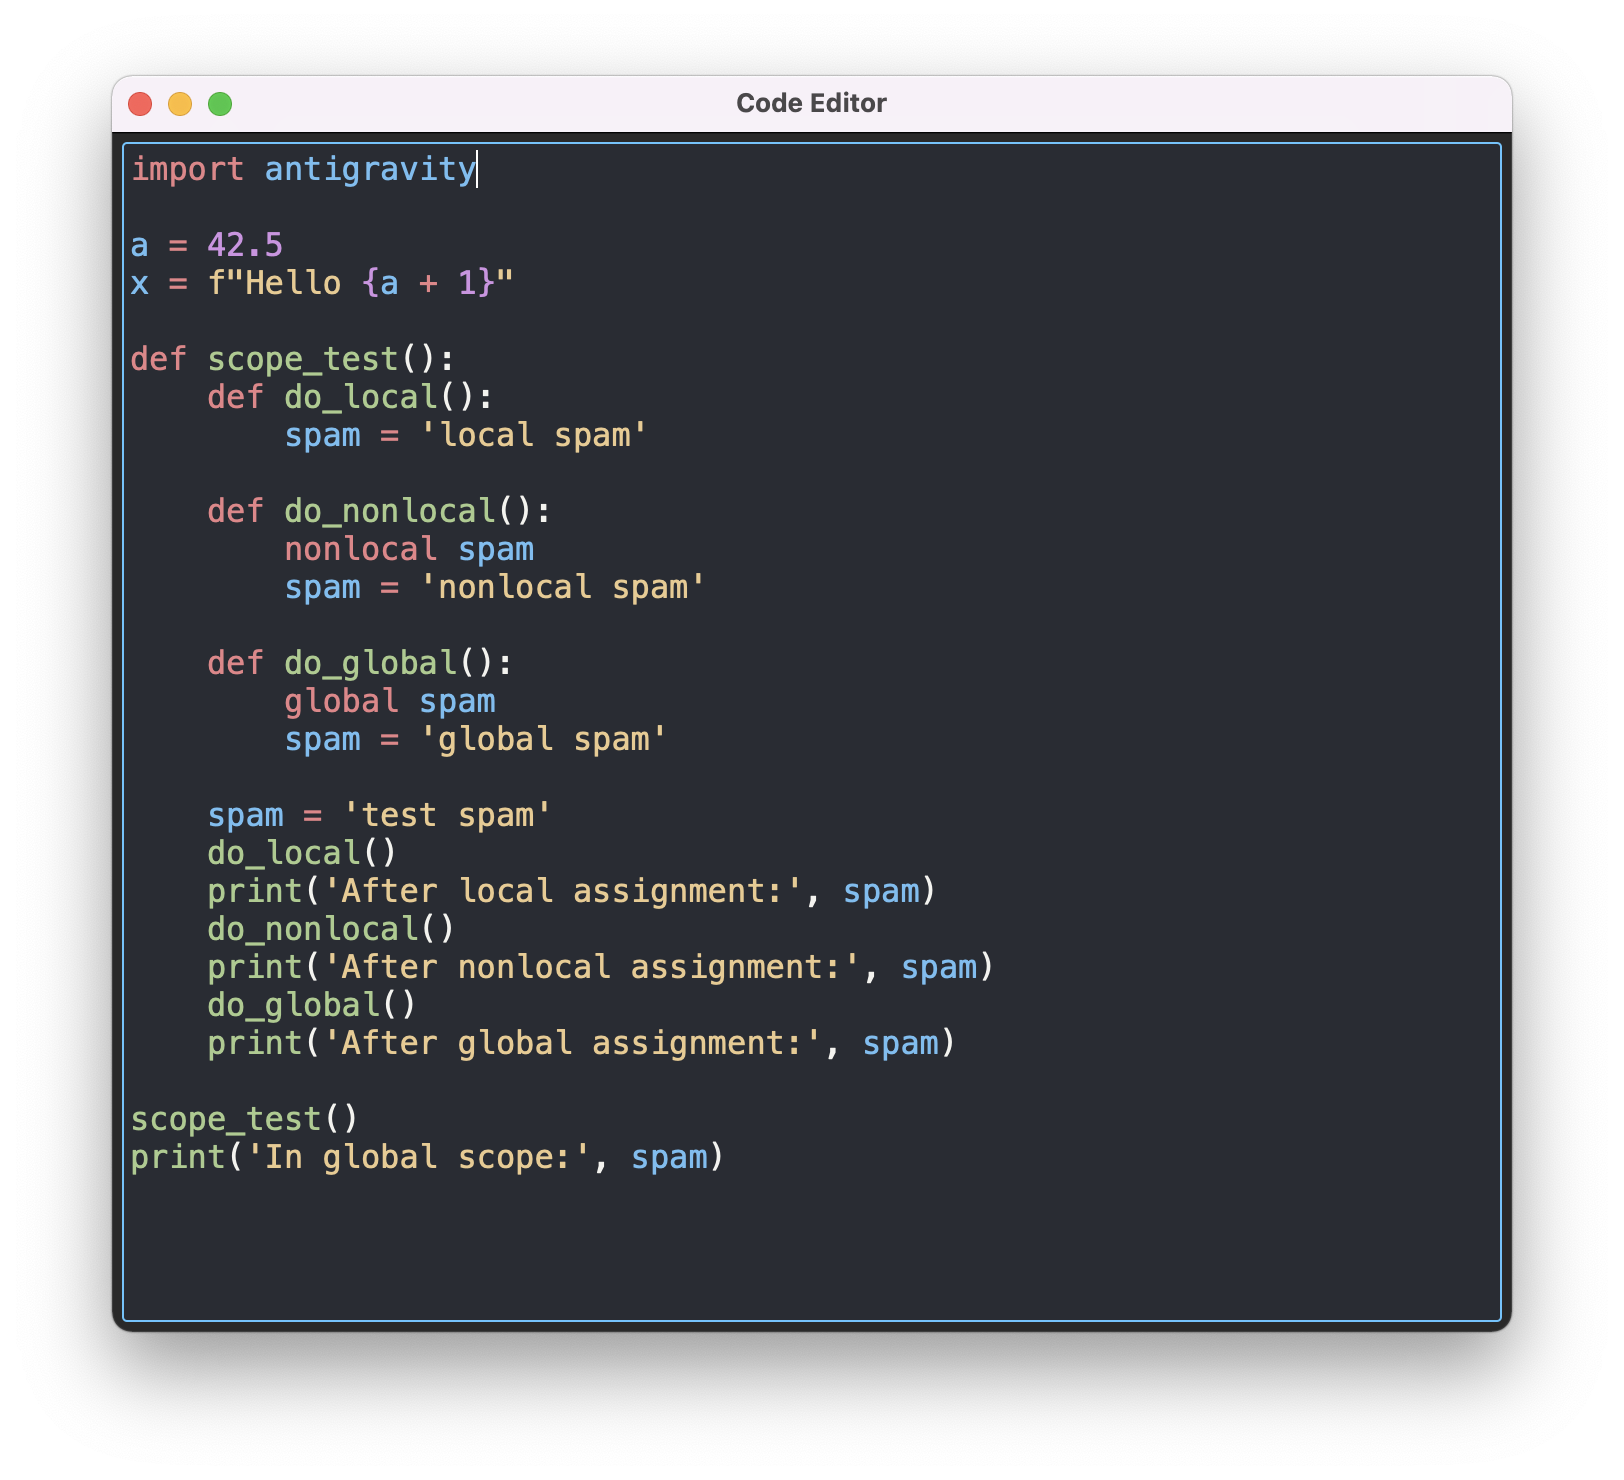 Code Editor
import antigravity
a = 42.5
x = f"Hello {a + 1}"
def scope_test():
    def do_local():
        spam = 'local spam'
    def do_nonlocal():
        nonlocal spam
        spam = 'nonlocal spam'
    def do_global():
        global spam
        spam = 'global spam'
    spam = 'test spam'
    do_local()
    print('After local assignment:', spam)
    do_nonlocal()
    print('After nonlocal assignment:', spam)
    do_global()
    print('After global assignment:', spam)
scope_test()
print('In global scope:', spam)